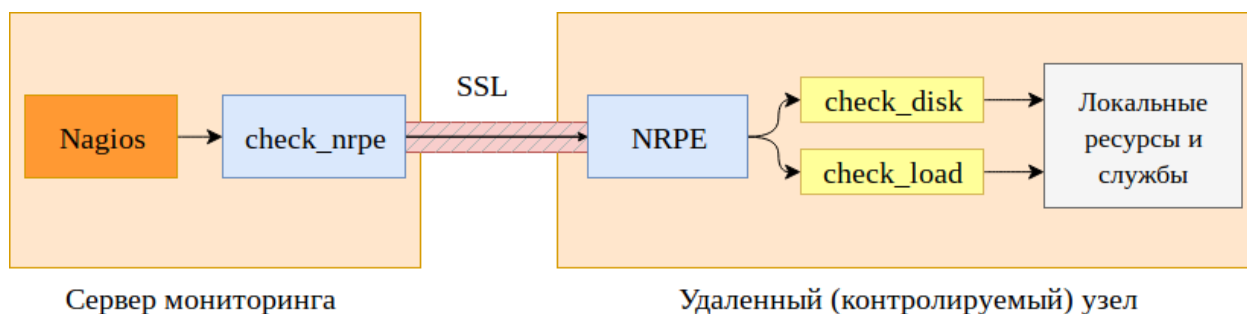 SSL
Nagios
check_nrpe
NRPE
check_disk
check_load
Локальные
ресурсы и
службы
Сервер мониторинга
Удаленный (контролируемый) узел